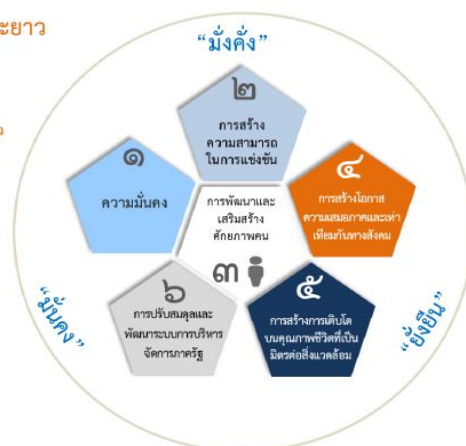 ะยาว
“มั่งคั่ง”
๒
การสร้าง
ความสามารถ
ในการแข่งขัน
๑
ความมั่นคง
๔
การสร้างโอกาส
ความเสมอภาคและเท่า
เทียมกันทางสังคม
การพัฒนาและ
เสริมสร้าง
ศักยภาพคน
๓
๖
การปรับสมดุลและ
พัฒนาระบบการบริหาร
จัดการภาครัฐ
๕
การสร้างการเติบโต
บนคุณภาพชีวิตที่เป็น
มิตรต่อสิ่งแวดล้อม
“มั่นคง”
“ยั่งยืน”